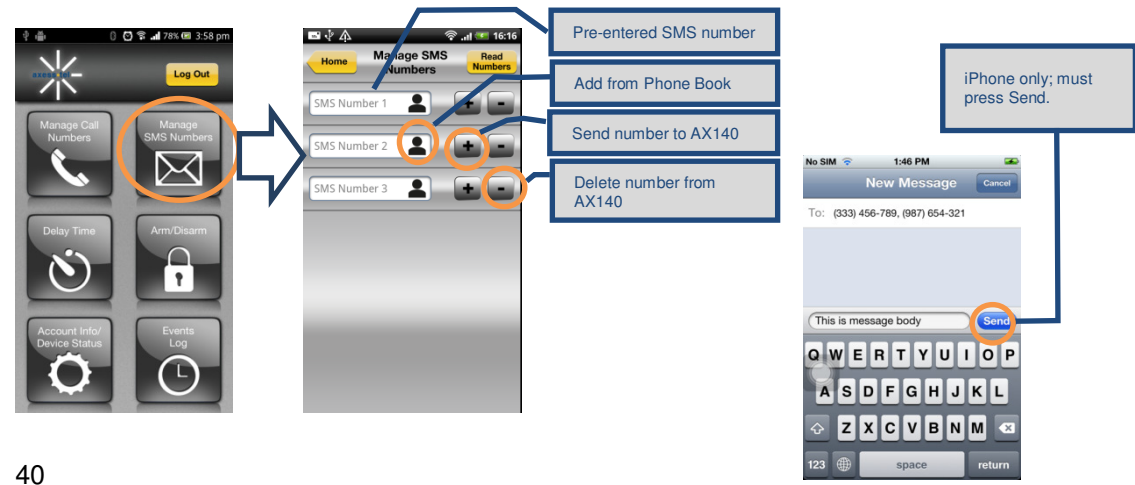 78% 3:58 pm
Log Out
Manage Call
Numbers
Manage
SMS Numbers
Delay Time
Arm/Disarm
Account Info/
Device Status
Events
Log
16:16
Home
Manage SMS
Numbers
Read
Numbers
SMS Number 1
+ -
SMS Number 2
+ -
SMS Number 3
+ -
Pre-entered SMS number
Add from Phone Book
Send number to AX140
Delete number from
AX140
iPhone only; must
press Send.
No SIM 1:46 PM
New Message
Cancel
To: (333) 456-789, (987) 654-321
This is message body
Send
Q W E R T Y U I O P
A S D F G H J K L
Z X C V B N M
123 space return
40